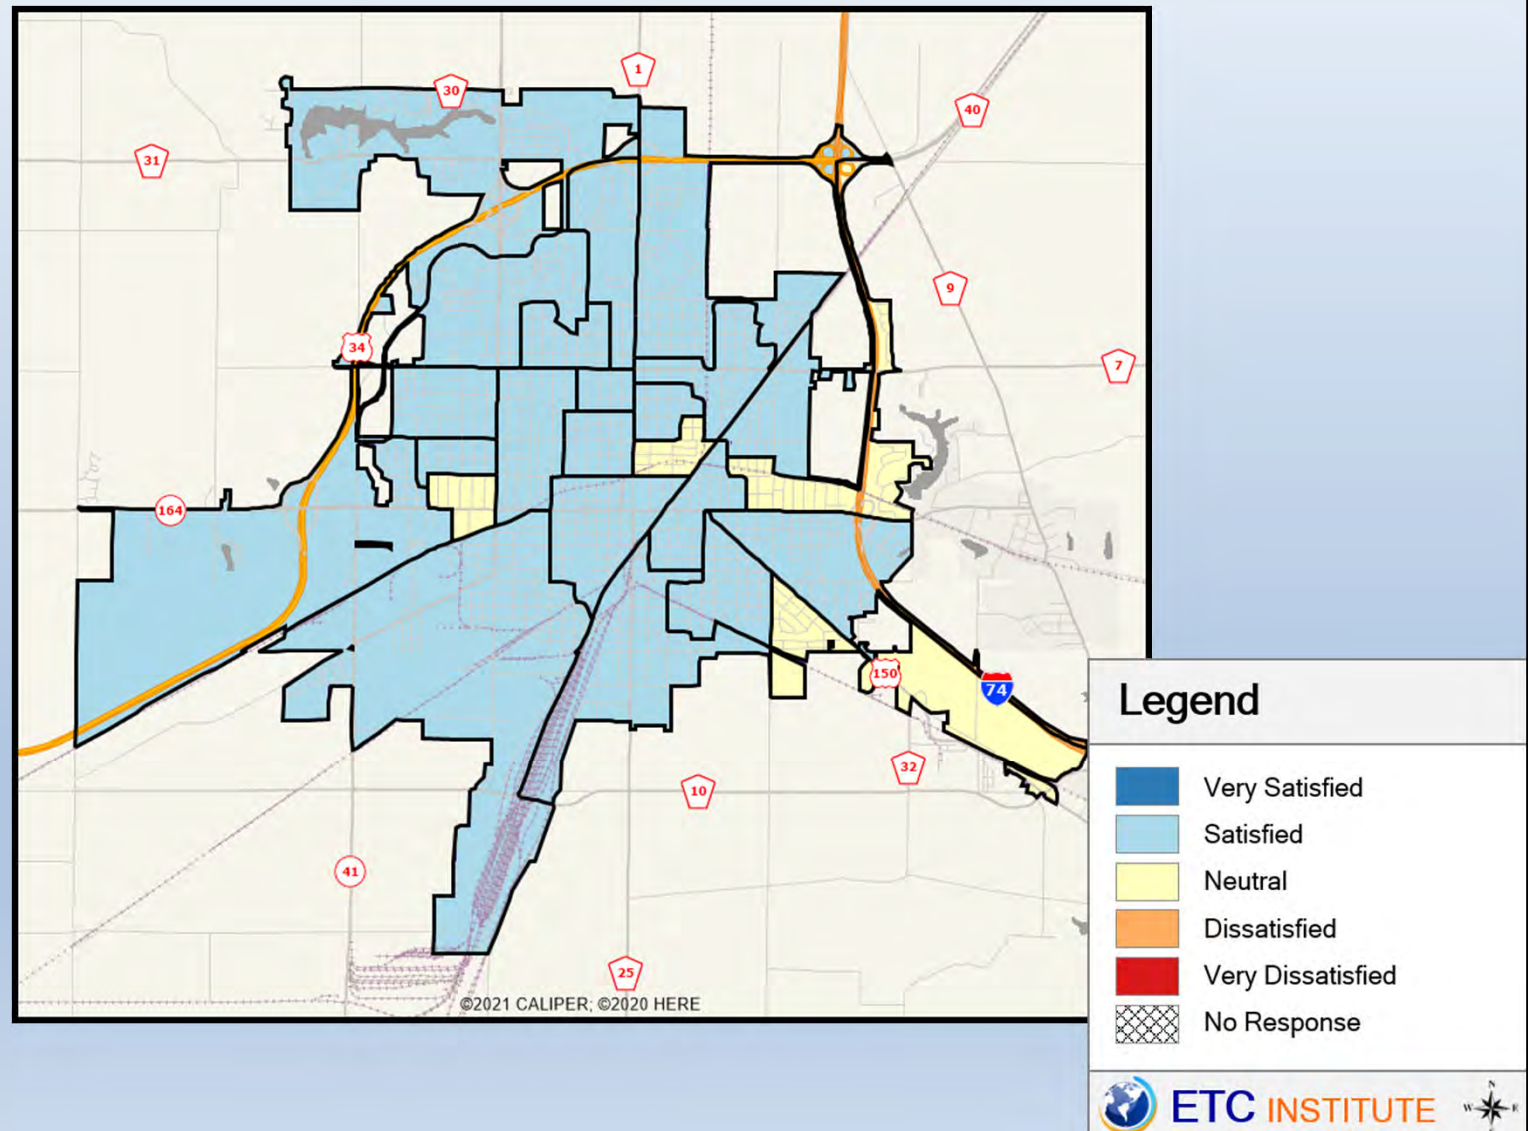 1
30
40
31
9
34
7
164
150
74
32
10
41
25
©2021 CALIPER; ©2020 HERE
Legend
Very Satisfied
Satisfied
Neutral
Dissatisfied
Very Dissatisfied
No Response
ETC INSTITUTE
N
W E